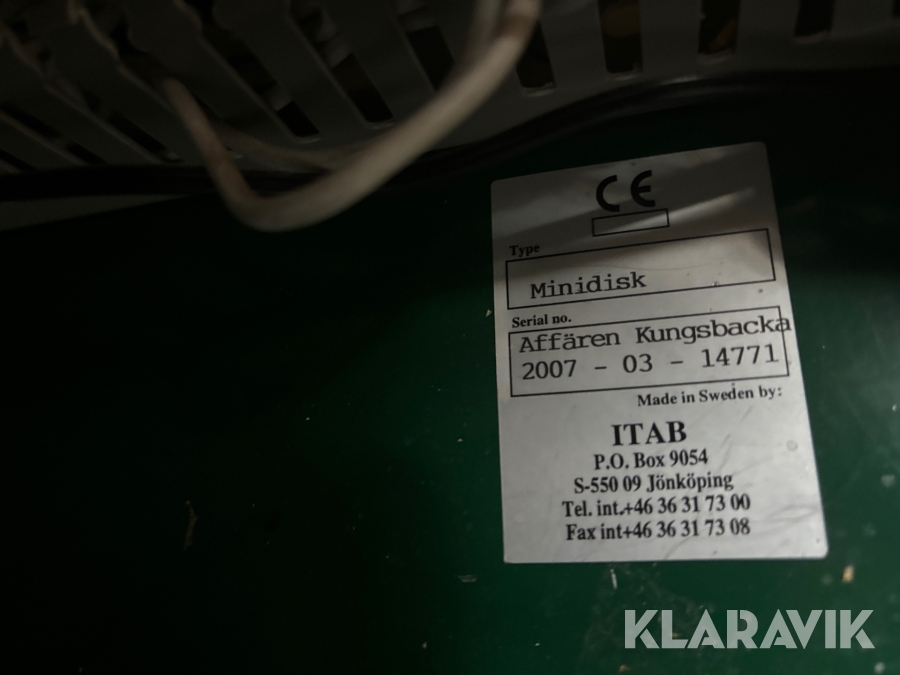 CE
Type
Minidisk
Serial no.
Affären Kungsbacka
2007 - 03 - 14771
Made in Sweden by:
ITAB
P.O. Box 9054
S-550 09 Jönköping
Tel. int.+46 36 31 73 00
Fax int+46 36 31 73 08
KLARAVIK